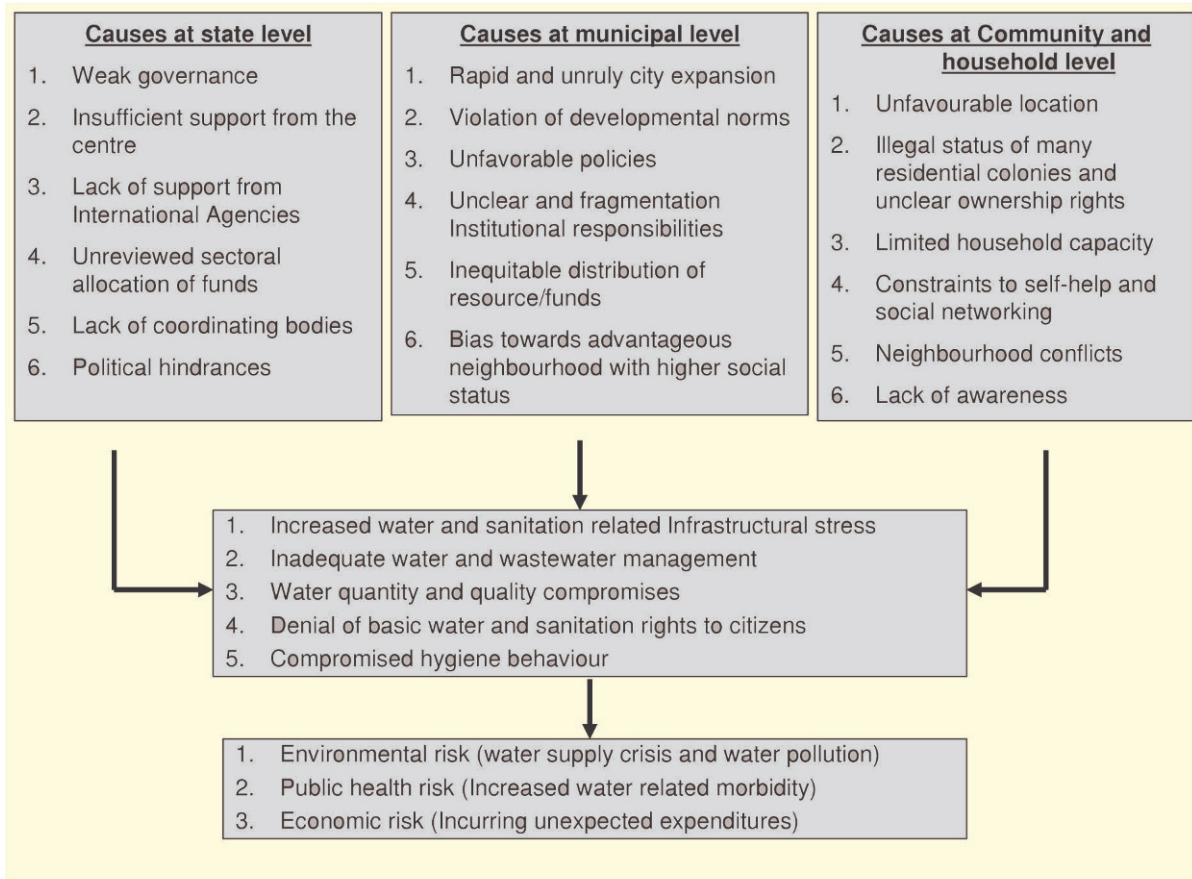 Causes at state level
1. Weak governance
2. Insufficient support from the
centre
3. Lack of support from
International Agencies
4. Unreviewed sectoral
allocation of funds
5. Lack of coordinating bodies
6. Political hindrances
Causes at municipal level
1. Rapid and unruly city expansion
2. Violation of developmental norms
3. Unfavorable policies
4. Unclear and fragmentation
Institutional responsibilities
5. Inequitable distribution of
resource/funds
6. Bias towards advantageous
neighbourhood with higher social
status
Causes at Community and
household level
1. Unfavourable location
2. Illegal status of many
residential colonies and
unclear ownership rights
3. Limited household capacity
4. Constraints to self-help and
social networking
5. Neighbourhood conflicts
6. Lack of awareness
1. Increased water and sanitation related Infrastructural stress
2. Inadequate water and wastewater management
3. Water quantity and quality compromises
4. Denial of basic water and sanitation rights to citizens
5. Compromised hygiene behaviour
1. Environmental risk (water supply crisis and water pollution)
2. Public health risk (Increased water related morbidity)
3. Economic risk (Incurring unexpected expenditures)